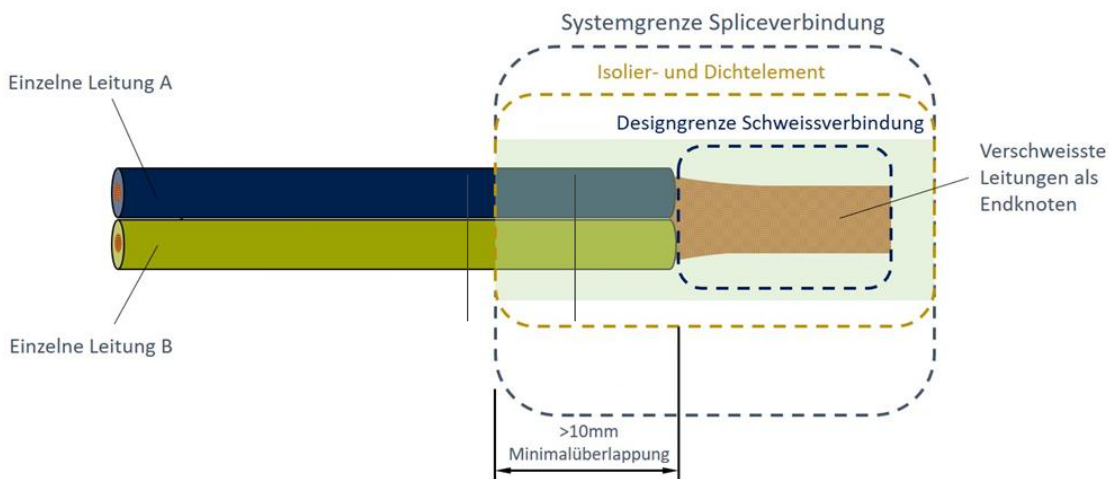 Systemgrenze Spliceverbindung
Isolier- und Dichtelement
Einzelne Leitung A
Designgrenze Schweissverbindung
Verschweisste
Leitungen als
Endknoten
Einzelne Leitung B
>10mm
Minimalüberlappung